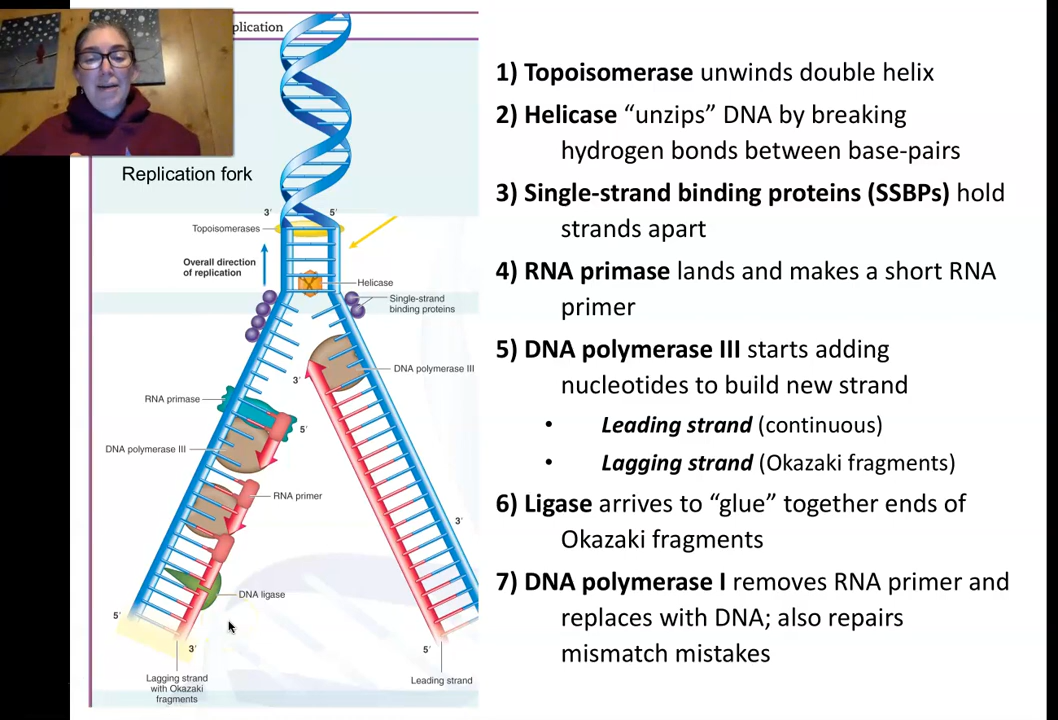 plication
Replication fork
3′
5′
Topoisomerases
Overall direction
of replication
Helicase
Single-strand
binding proteins
DNA polymerase III
3′
RNA primase
5′
DNA polymerase III
RNA primer
3′
DNA ligase
5′
3′
5′
Lagging strand
with Okazaki
fragments
Leading strand
1) Topoisomerase unwinds double helix
2) Helicase “unzips” DNA by breaking
hydrogen bonds between base-pairs
3) Single-strand binding proteins (SSBPs) hold
strands apart
4) RNA primase lands and makes a short RNA
primer
5) DNA polymerase III starts adding
nucleotides to build new strand
• Leading strand (continuous)
• Lagging strand (Okazaki fragments)
6) Ligase arrives to “glue” together ends of
Okazaki fragments
7) DNA polymerase I removes RNA primer and
replaces with DNA; also repairs
mismatch mistakes